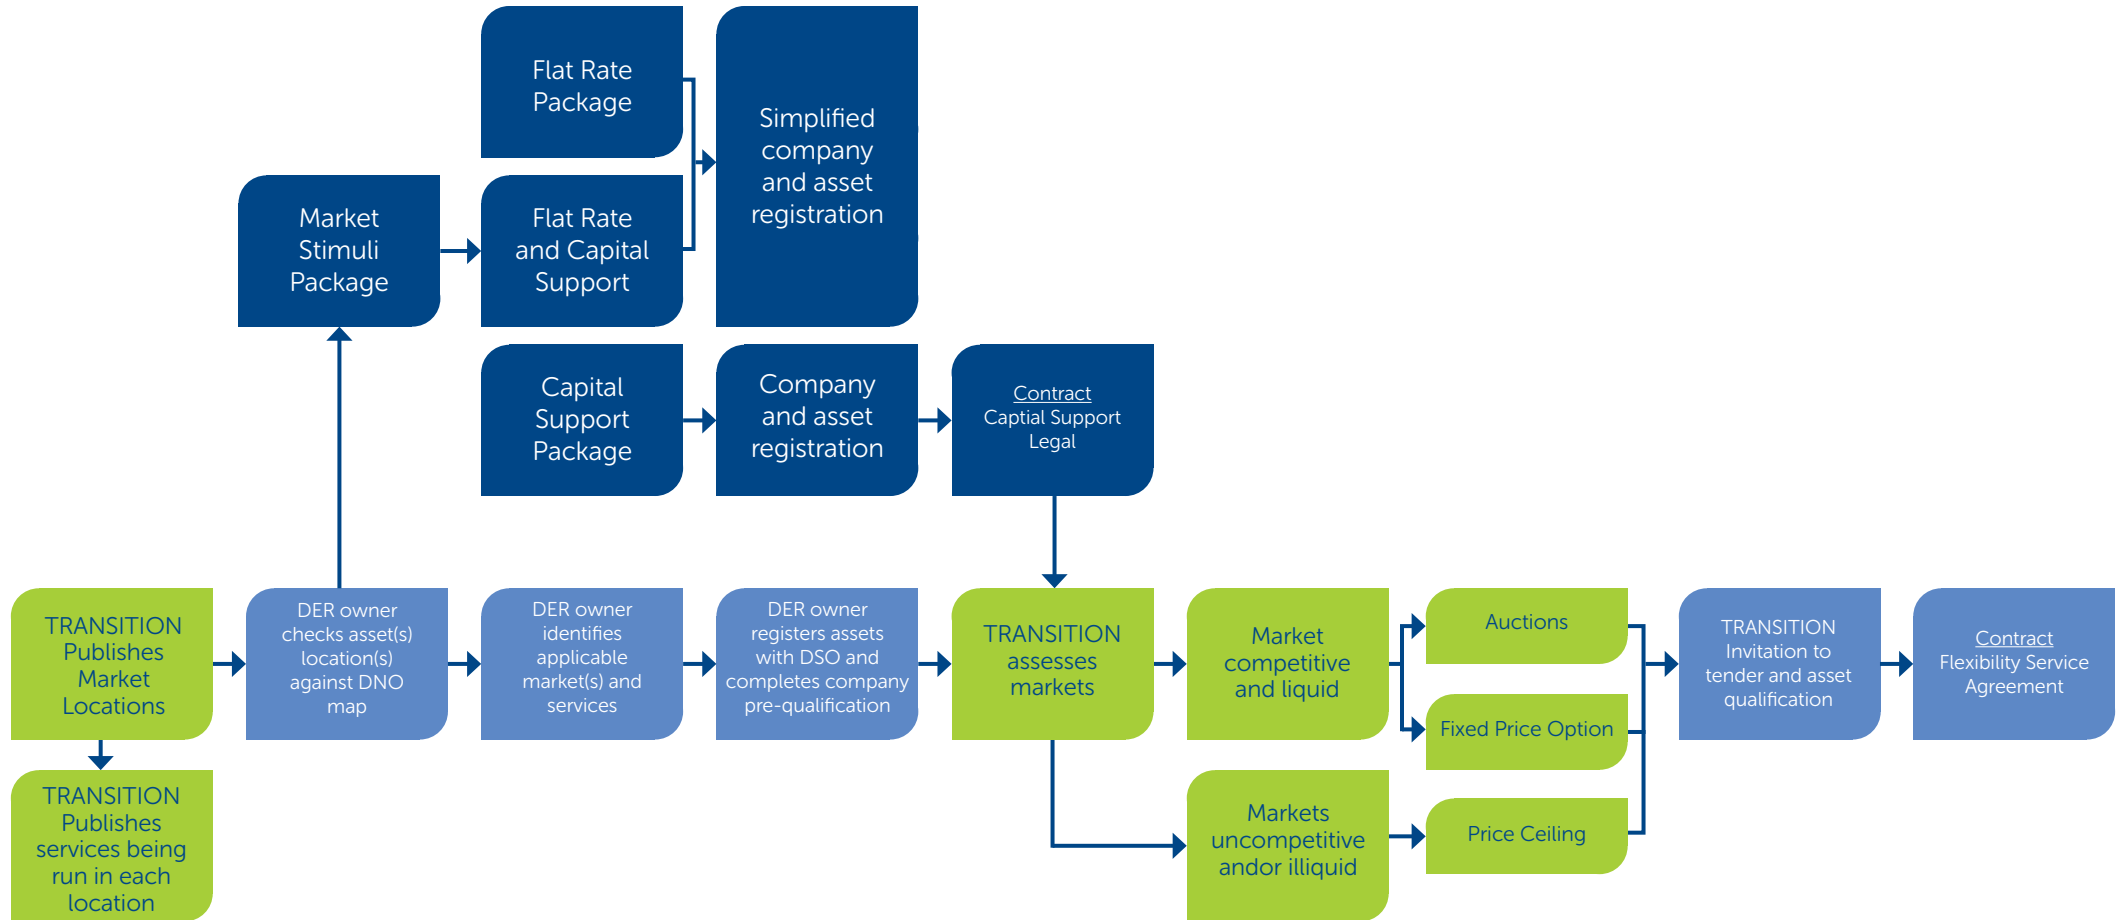 Flat Rate
Package
Simplified
company
and asset
registration
Market
Stimuli
Package
Flat Rate
and Capital
Support
Capital
Support
Package
Company
and asset
registration
Contract
Captial Support
Legal
TRANSITION
Publishes
Market
Locations
DER owner
checks asset(s)
location(s)
against DNO
map
DER owner
identifies
applicable
market(s) and
services
DER owner
registers assets
with DSO and
completes company
pre-qualification
TRANSITION
assesses
markets
Market
competitive
and liquid
Auctions
Fixed Price Option
TRANSITION
Invitation to
tender and asset
qualification
Contract
Flexibility Service
Agreement
TRANSITION
Publishes
services being
run in each
location
Markets
uncompetitive
andor illiquid
Price Ceiling